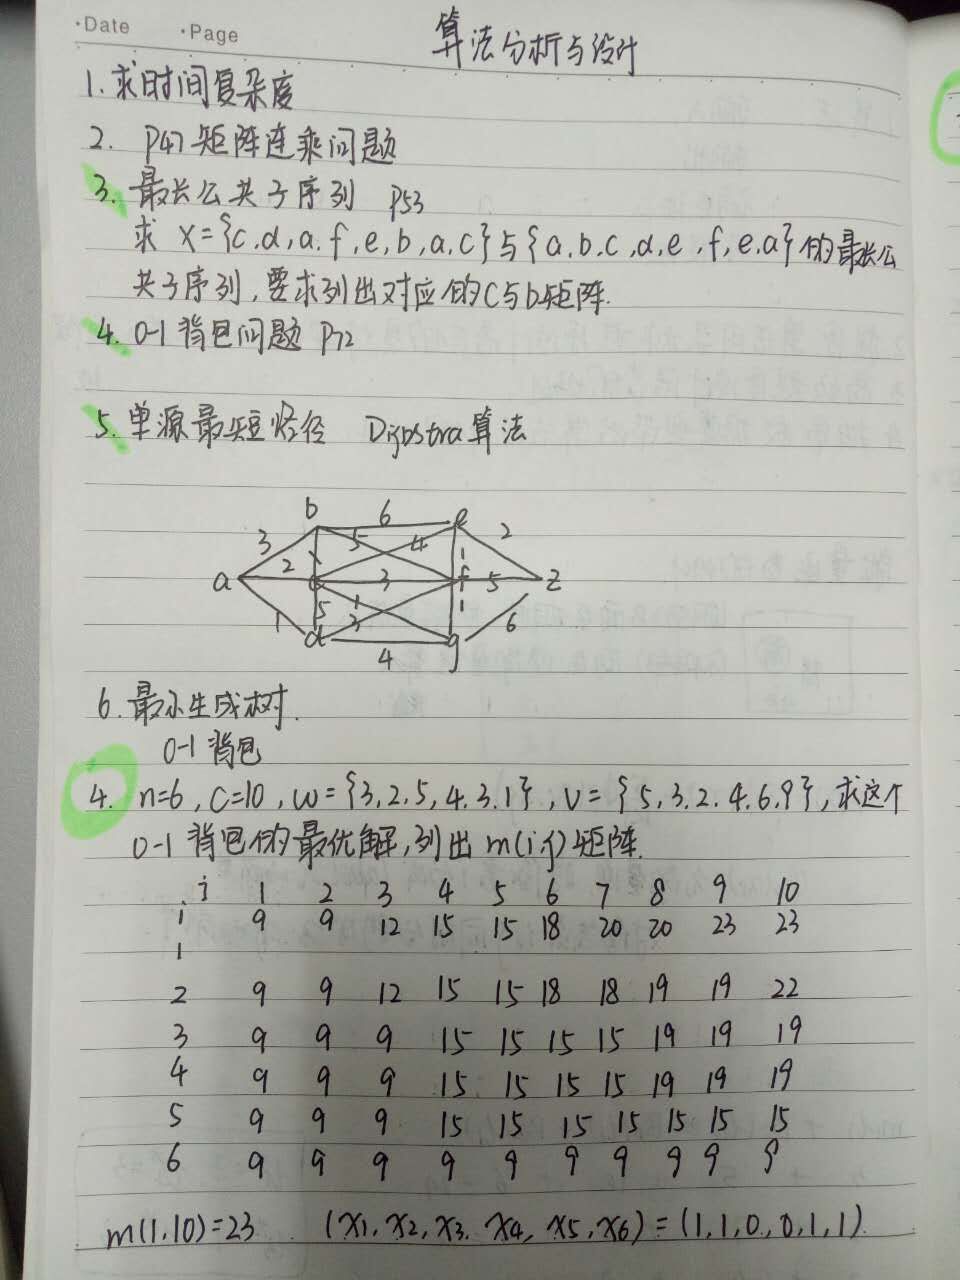 ·Date ·Page
算法分析与设计
1. 求时间复杂度
2. P47 矩阵连乘问题
3. 最长公共子序列 P53
求 X={c,d,a.f,e,b,a,c}与{a.b.c,d,e,f,e.a}的最长公
共子序列,要求列出对应的C与b矩阵.
4. 0-1背包问题 P72
5. 单源最短路径 Dijpstra算法
b 6 e
3 5 4 2
a 2 1 c 3 1 f 5 z
1 5 1 3 1 6
d 4 g
6. 最小生成树.
0-1背包
4. n=6, C=10, w={3.2.5,4.3.1}, v={5,3.2.4.6.9},求这个
0-1背包的最优解,列出m(i,j)矩阵.
j 1 2 3 4 5 6 7 8 9 10
i 9 9 12 15 15 18 20 20 23 23
1
2 9 9 12 15 15 18 18 19 19 22
3 9 9 9 15 15 15 15 19 19 19
4 9 9 9 15 15 15 15 19 19 19
5 9 9 9 15 15 15 15 15 15 15
6 9 9 9 9 9 9 9 9 9 9
m(1,10)=23 (x1,x2,x3.x4,x5,x6)=(1,1,0,0,1,1).